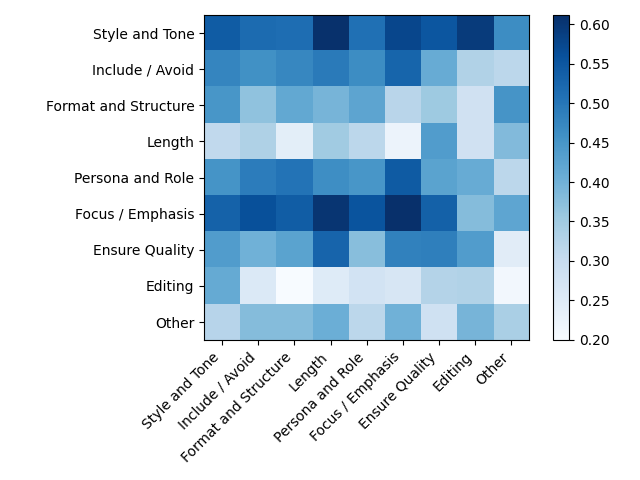 Style and Tone
Include / Avoid
Format and Structure
Length
Persona and Role
Focus / Emphasis
Ensure Quality
Editing
Other
Style and Tone
Include / Avoid
Format and Structure
Length
Persona and Role
Focus / Emphasis
Ensure Quality
Editing
Other
0.60
0.55
0.50
0.45
0.40
0.35
0.30
0.25
0.20